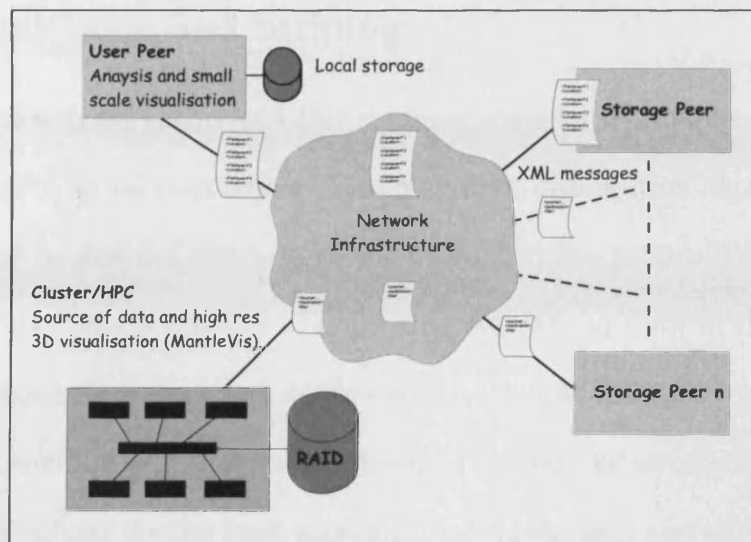 User Peer
Anaysis and small
scale visualisation
Local storage
Storage Peer
XML messages
Network
Infrastructure
Cluster/HPC
Source of data and high res
3D visualisation (MantleVis).
RAID
Storage Peer n